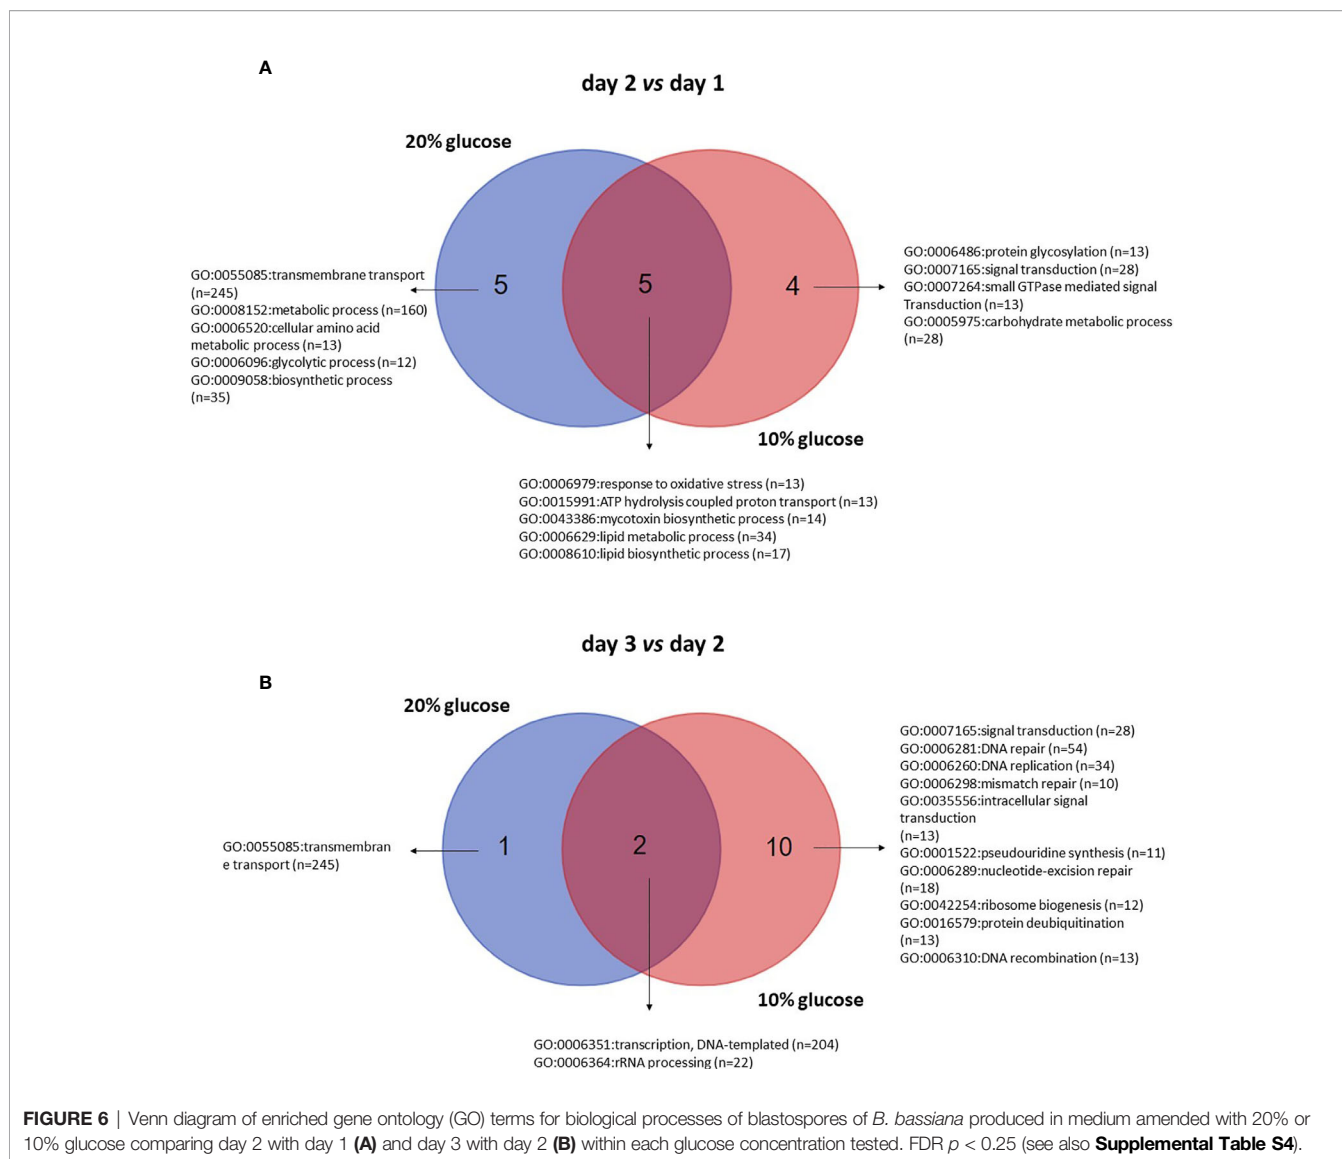 A
day 2 vs day 1
20% glucose
GO:0055085:transmembrane transport
(n=245)
GO:0008152:metabolic process (n=160)
GO:0006520:cellular amino acid
metabolic process (n=13)
GO:0006096:glycolytic process (n=12)
GO:0009058:biosynthetic process
(n=35)
5
5
4
GO:0006486:protein glycosylation (n=13)
GO:0007165:signal transduction (n=28)
GO:0007264:small GTPase mediated signal
Transduction (n=13)
GO:0005975:carbohydrate metabolic process
(n=28)
10% glucose
GO:0006979:response to oxidative stress (n=13)
GO:0015991:ATP hydrolysis coupled proton transport (n=13)
GO:0043386:mycotoxin biosynthetic process (n=14)
GO:0006629:lipid metabolic process (n=34)
GO:0008610:lipid biosynthetic process (n=17)
day 3 vs day 2
B
20% glucose
GO:0055085:transmembran
e transport (n=245)
1
2
10
GO:0007165:signal transduction (n=28)
GO:0006281:DNA repair (n=54)
GO:0006260:DNA replication (n=34)
GO:0006298:mismatch repair (n=10)
GO:0035556:intracellular signal
transduction
(n=13)
GO:0001522:pseudouridine synthesis (n=11)
GO:0006289:nucleotide-excision repair
(n=18)
GO:0042254:ribosome biogenesis (n=12)
GO:0016579:protein deubiquitination
(n=13)
GO:0006310:DNA recombination (n=13)
10% glucose
GO:0006351:transcription, DNA-templated (n=204)
GO:0006364:rRNA processing (n=22)
FIGURE 6 | Venn diagram of enriched gene ontology (GO) terms for biological processes of blastospores of B. bassiana produced in medium amended with 20% or
10% glucose comparing day 2 with day 1 (A) and day 3 with day 2 (B) within each glucose concentration tested. FDR p < 0.25 (see also Supplemental Table S4).